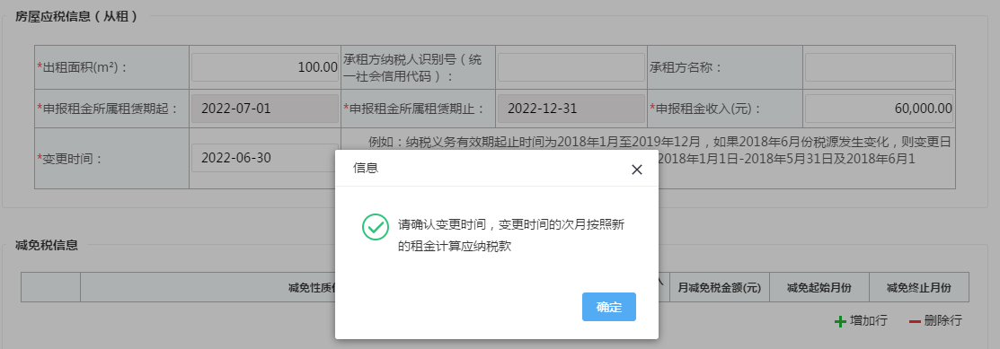 房屋应税信息（从租）
*出租面积(m²)：
100.00
承租方纳税人识别号（统
一社会信用代码）：
承租方名称：
*申报租金所属租赁期起：
2022-07-01
*申报租金所属租赁期止：
2022-12-31
*申报租金收入(元)：
60,000.00
*变更时间：
2022-06-30
例如：纳税义务有效期起止时间为2018年1月至2019年12月，如果2018年6月份税源发生变化，则变更日
2018年1月1日-2018年5月31日及2018年6月1
信息
请确认变更时间，变更时间的次月按照新
的租金计算应纳税款
确定
减免税信息
减免性质
月减免税金额(元)
减免起始月份
减免终止月份
增加行
删除行